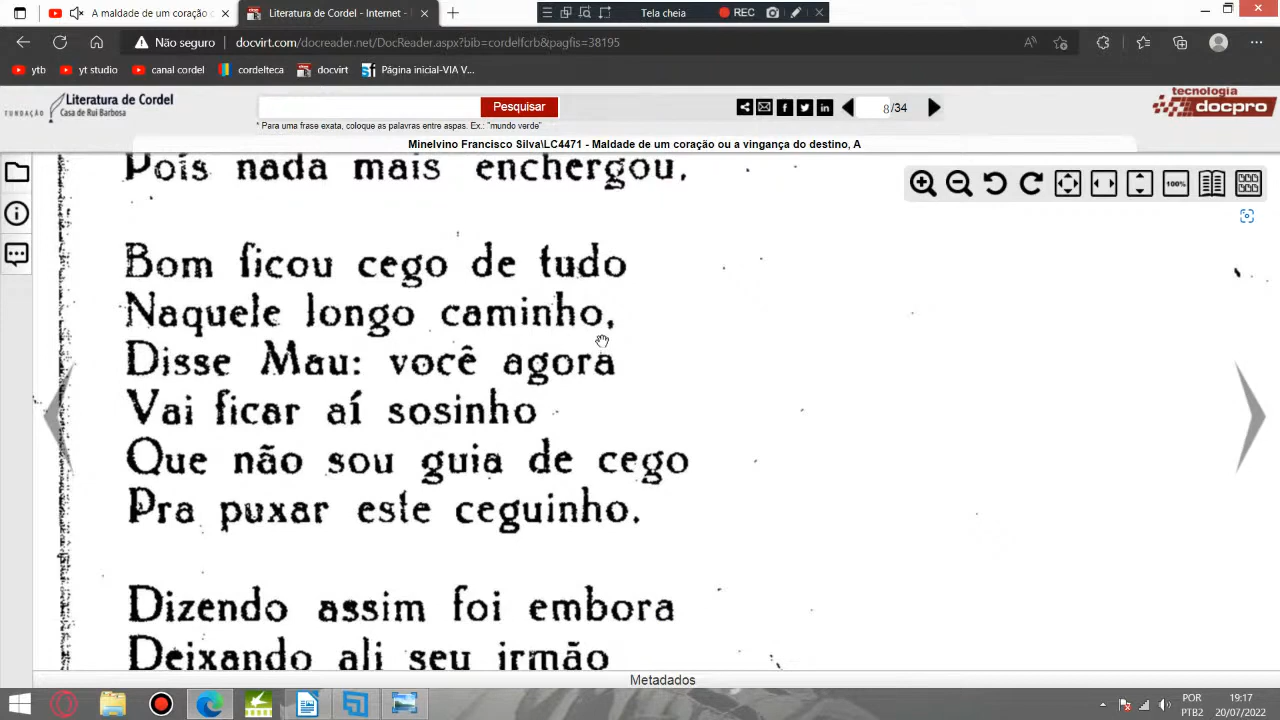 A maldade de um coração c
Literatura de Cordel - Internet -
Tela cheia
REC
Não seguro
docvirt.com/docreader.net/DocReader.aspx?bib=cordelfcrb&pagfis=38195
ytb
yt studio
canal cordel
cordelteca
docvirt
Página inicial-VIA V...
FUNDAÇÃO
Literatura de Cordel
Casa de Rui Barbosa
Pesquisar
* Para uma frase exata, coloque as palavras entre aspas. Ex.: "mundo verde"
8 /34
tecnologia
docpro
Minelvino Francisco Silva\LC4471 - Maldade de um coração ou a vingança do destino, A
100%
Pois nada mais enchergou.
Bom ficou cego de tudo
Naquele longo caminho,
Disse Mau: você agora
Vai ficar aí sosinho
Que não sou guia de cego
Pra puxar este ceguinho.
Dizendo assim foi embora
Deixando ali seu irmão
Metadados
POR
PTB2
19:17
20/07/2022